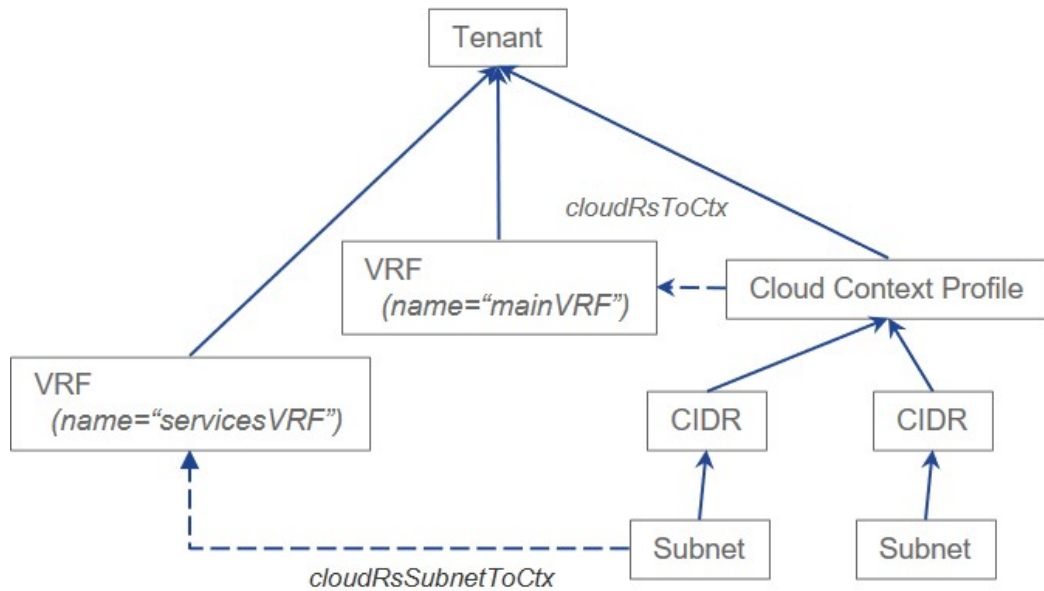 Tenant
cloudRsToCtx
VRF
(name=“mainVRF”)
Cloud Context Profile
VRF
(name=“servicesVRF”)
CIDR
CIDR
Subnet
Subnet
cloudRsSubnetToCtx